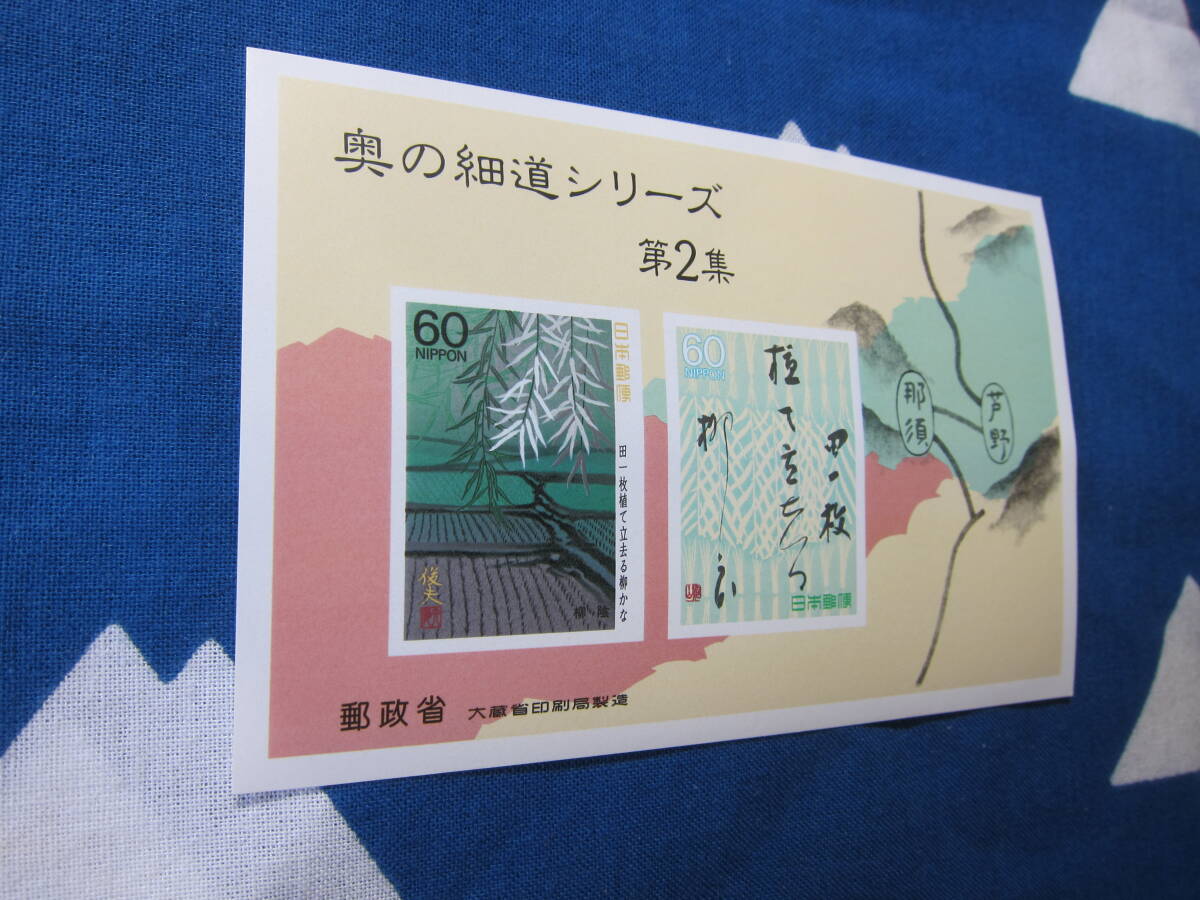 奥の細道シリーズ
第2集
60
NIPPON
日本郵便
田一枚植て立去る柳かな
俊夫
柳陰
60
NIPPON
田一枚
植て立去る
柳かな
日本郵便
那須
芦野
郵政省 大蔵省印刷局製造